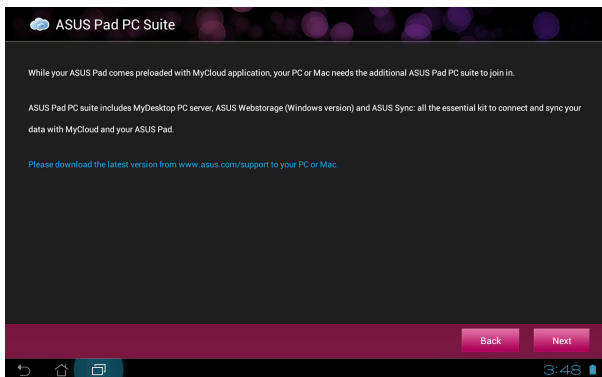 ASUS Pad PC Suite
While your ASUS Pad comes preloaded with MyCloud application, your PC or Mac needs the additional ASUS Pad PC suite to join in.
ASUS Pad PC suite includes MyDesktop PC server, ASUS Webstorage (Windows version) and ASUS Sync: all the essential kit to connect and sync your
data with MyCloud and your ASUS Pad.
Please download the latest version from www.asus.com/support to your PC or Mac.
Back Next
3:48